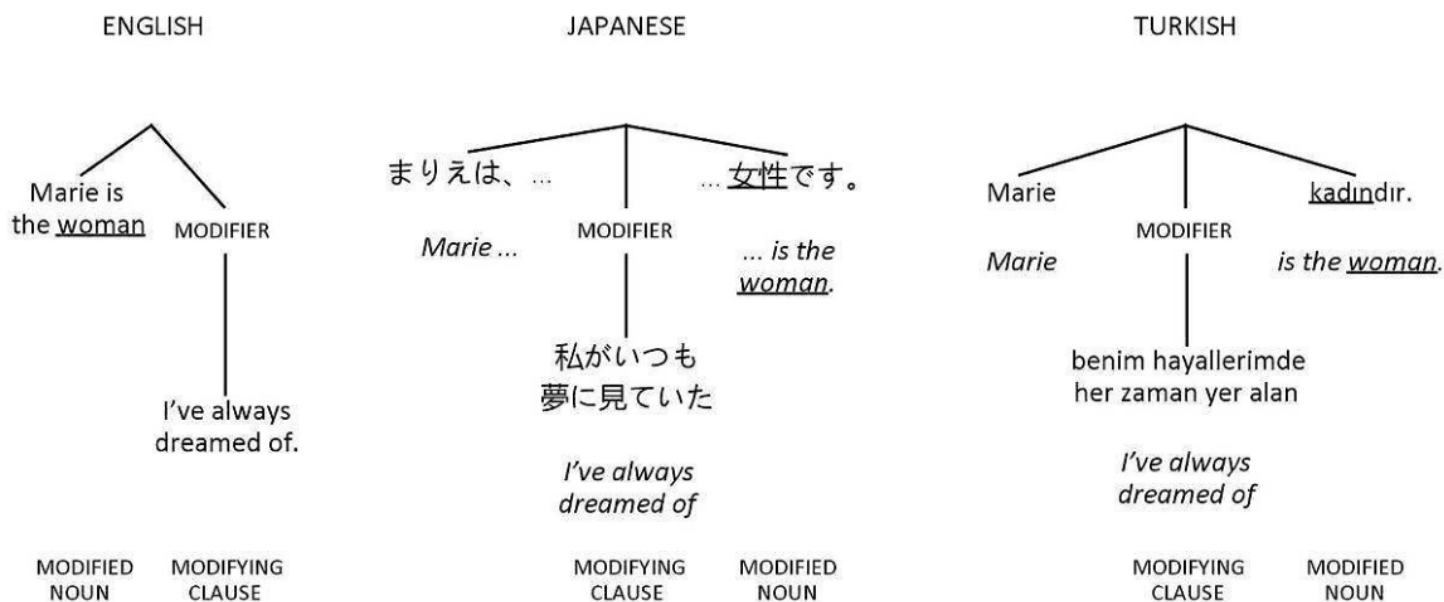 ENGLISH
JAPANESE
TURKISH
Marie is
the woman
MODIFIER
I've always
dreamed of.
MODIFIED
NOUN
MODIFYING
CLAUSE
まりえは、...
... 女性です。
MODIFIER
Marie ...
... is the
woman.
私がいつも
夢に見ていた
I've always
dreamed of
MODIFYING
CLAUSE
MODIFIED
NOUN
Marie
kadındır.
MODIFIER
Marie
is the woman.
benim hayallerimde
her zaman yer alan
I've always
dreamed of
MODIFYING
CLAUSE
MODIFIED
NOUN